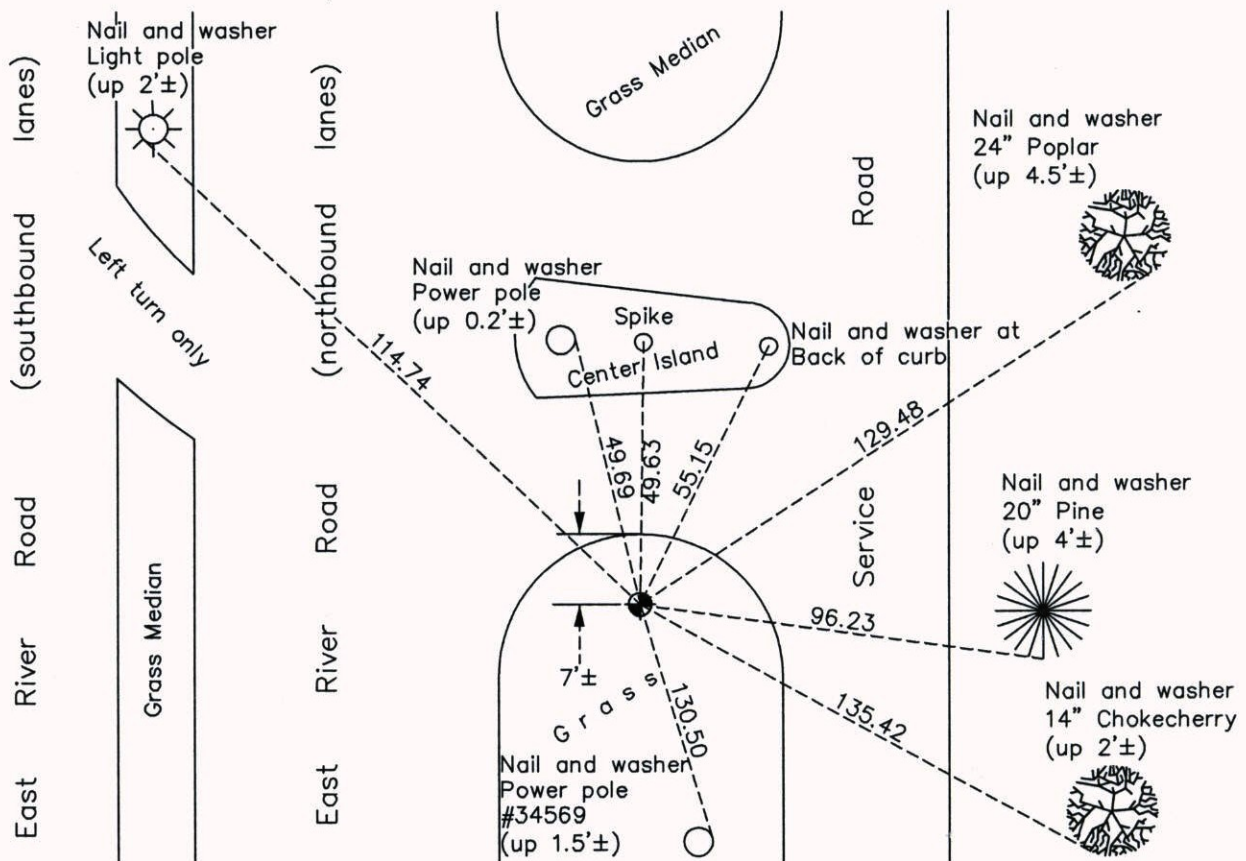 Nail and washer
Light pole
(up 2'±)
East River Road (southbound lanes)
Left turn only
Grass Median
East River Road (northbound lanes)
Grass Median
Nail and washer
Power pole
(up 0.2'±)
Spike
Center Island
Nail and washer at
Back of curb
Service Road
Nail and washer
24" Poplar
(up 4.5'±)
114.74
49.69
49.63
55.15
129.48
Nail and washer
20" Pine
(up 4'±)
96.23
7'±
Grass
130.50
135.42
Nail and washer
14" Chokecherry
(up 2'±)
Nail and washer
Power pole
#34569
(up 1.5'±)